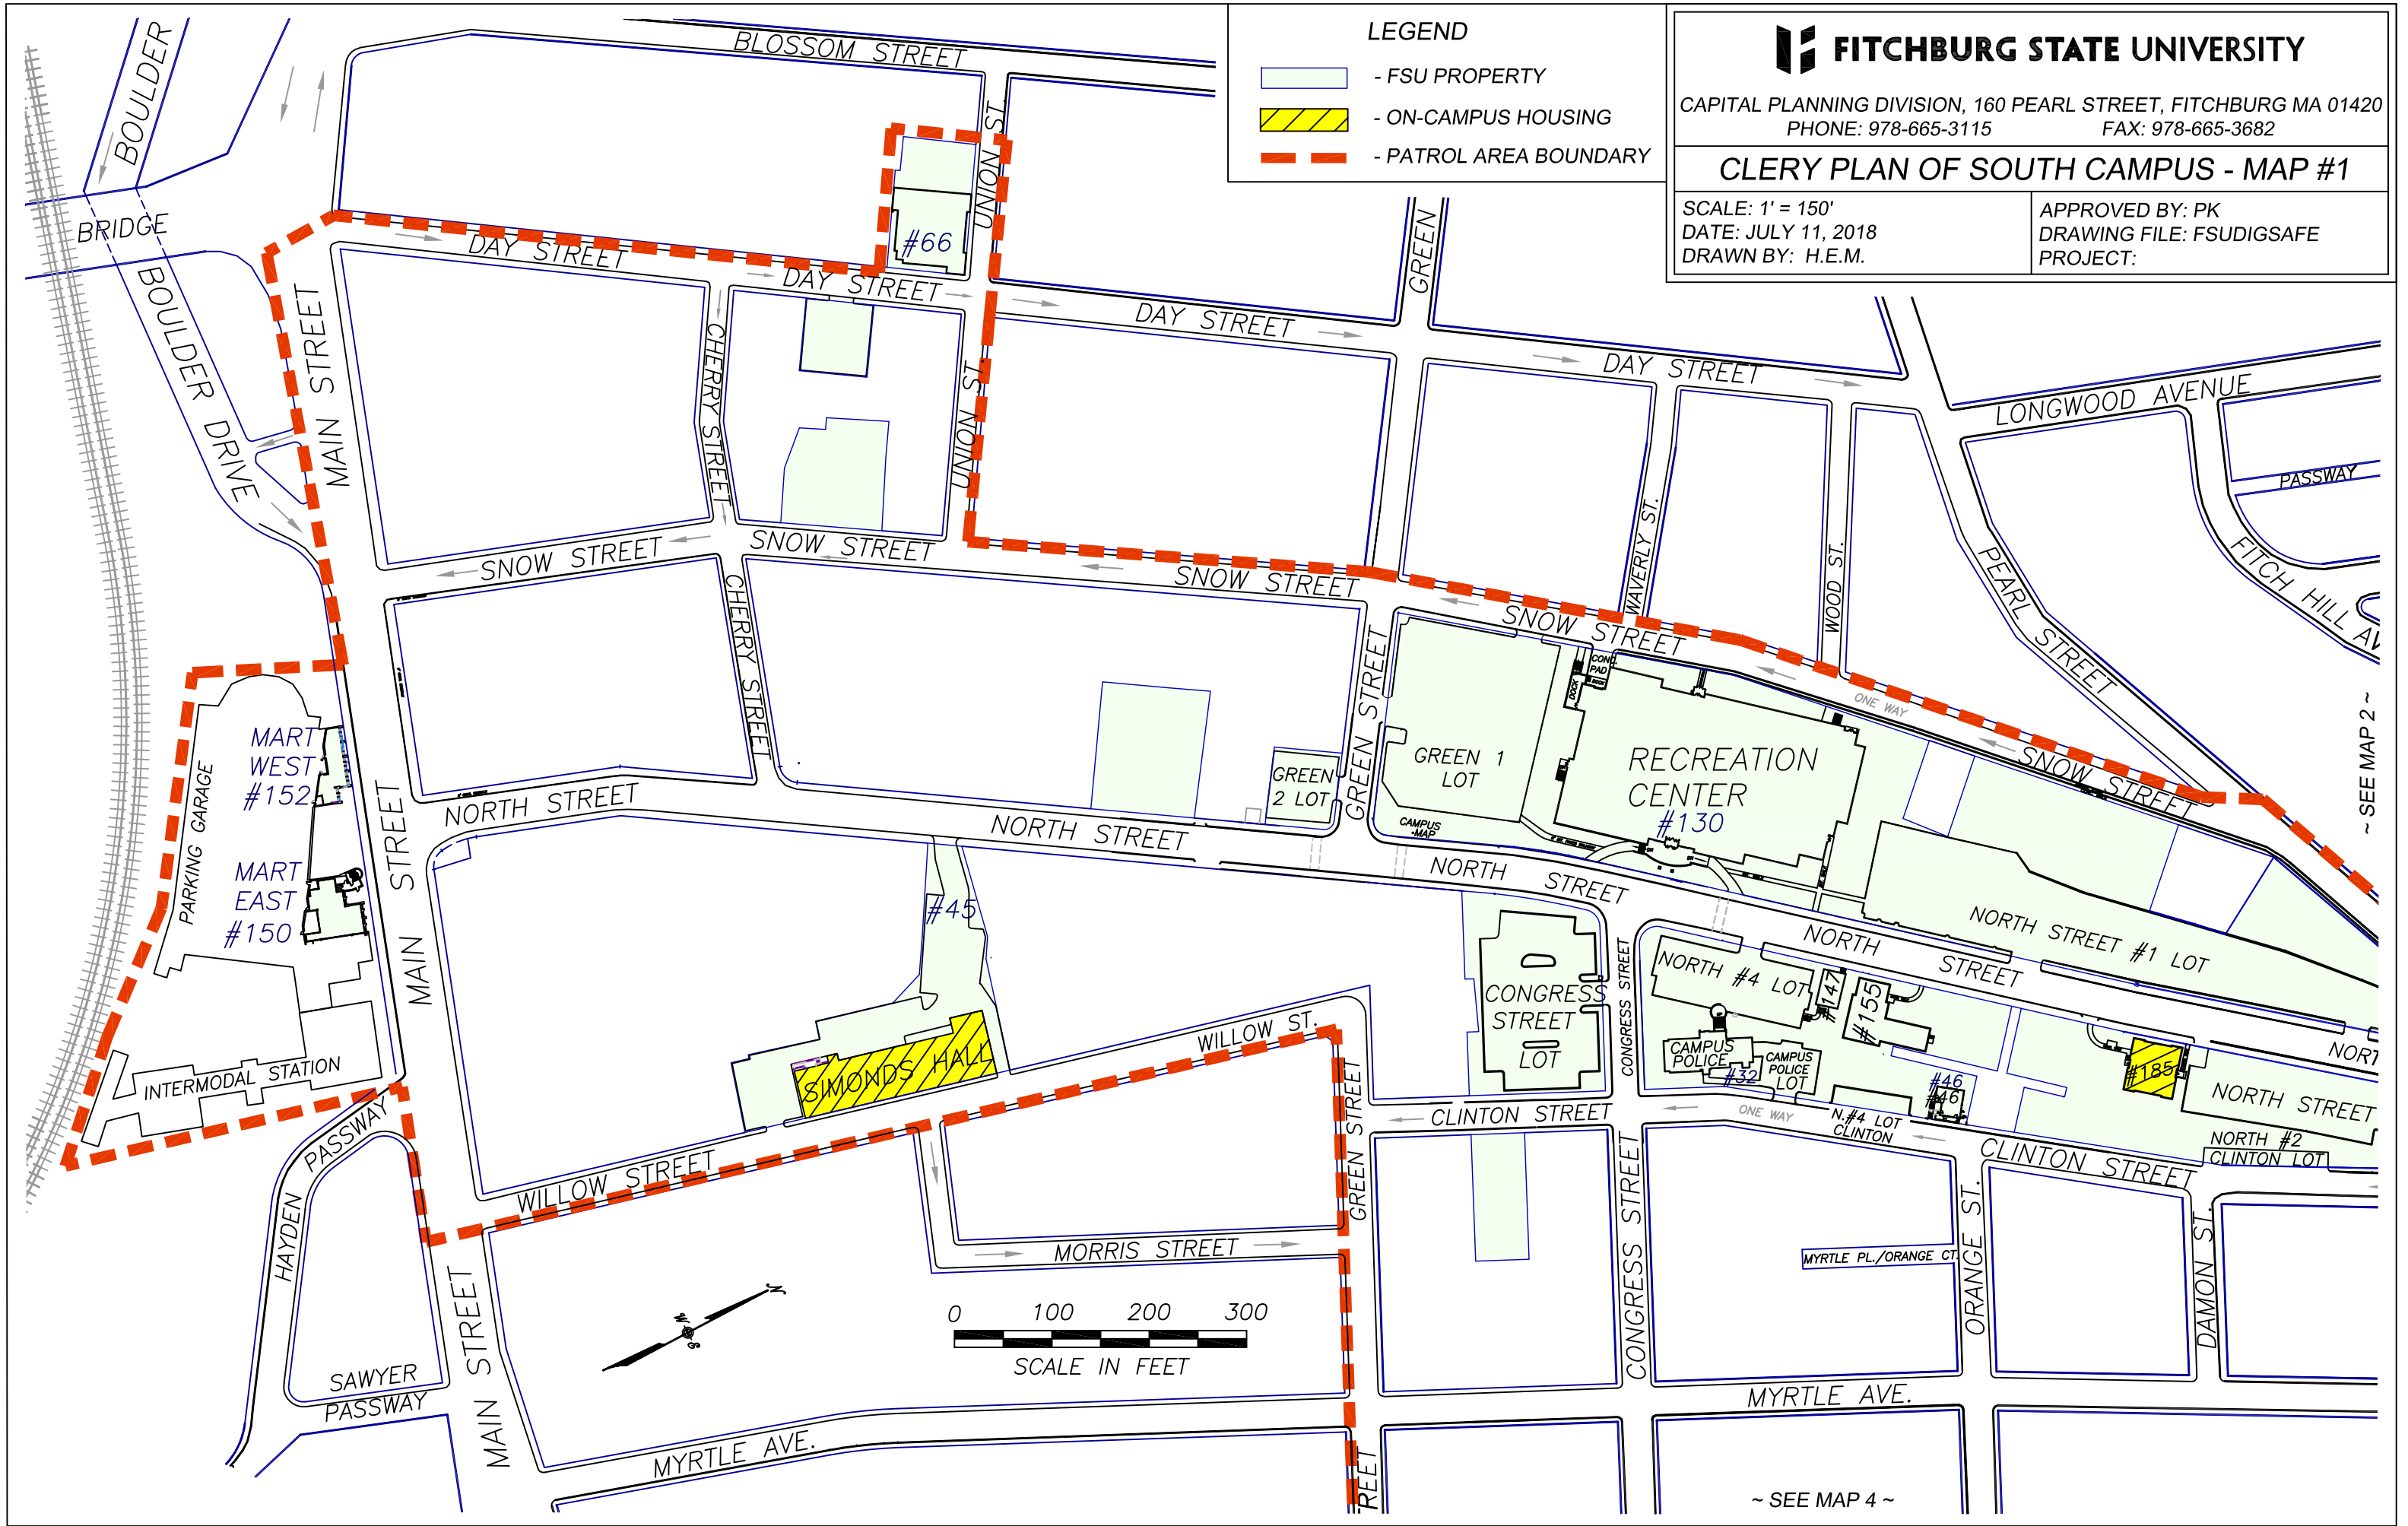 LEGEND
- FSU PROPERTY
- ON-CAMPUS HOUSING
- PATROL AREA BOUNDARY
FITCHBURG STATE UNIVERSITY
CAPITAL PLANNING DIVISION, 160 PEARL STREET, FITCHBURG MA 01420
PHONE: 978-665-3115 FAX: 978-665-3682
CLERY PLAN OF SOUTH CAMPUS - MAP #1
SCALE: 1' = 150'
DATE: JULY 11, 2018
DRAWN BY: H.E.M.
APPROVED BY: PK
DRAWING FILE: FSUDIGSAFE
PROJECT:
BOULDER
BRIDGE
BOULDER DRIVE
BLOSSOM STREET
UNION ST.
#66
DAY STREET
DAY STREET
DAY STREET
DAY STREET
GREEN
MAIN STREET
CHERRY STREET
UNION ST.
LONGWOOD AVENUE
PASSWAY
FITCH HILL AV
PEARL STREET
WAVERLY ST.
WOOD ST.
~ SEE MAP 2 ~
SNOW STREET
SNOW STREET
SNOW STREET
SNOW STREET
ONE WAY
SNOW STREET
CHERRY STREET
GREEN STREET
CONC.
PAD
DOCK
DOCK
MART
WEST
#152
PARKING GARAGE
MART
EAST
#150
MAIN STREET
GREEN
2 LOT
GREEN 1
LOT
CAMPUS
MAP
RECREATION
CENTER
#130
NORTH STREET
NORTH STREET
NORTH STREET
NORTH STREET
NORTH STREET #1 LOT
NORT
#45
MAIN
CONGRESS
STREET
LOT
CONGRESS STREET
NORTH #4 LOT
#147
#155
CAMPUS
POLICE
#32
CAMPUS
POLICE
LOT
#46
#46
#185
NORTH STREET
NORTH #2
CLINTON LOT
INTERMODAL STATION
SIMONDS HALL
WILLOW ST.
WILLOW STREET
GREEN STREET
CLINTON STREET
ONE WAY
N.#4 LOT
CLINTON
CLINTON STREET
HAYDEN PASSWAY
MORRIS STREET
CONGRESS STREET
MYRTLE PL./ORANGE CT.
ORANGE ST.
DAMON ST.
N
W
S
0 100 200 300
SCALE IN FEET
SAWYER
PASSWAY
MAIN STREET
MYRTLE AVE.
MYRTLE AVE.
REET
~ SEE MAP 4 ~